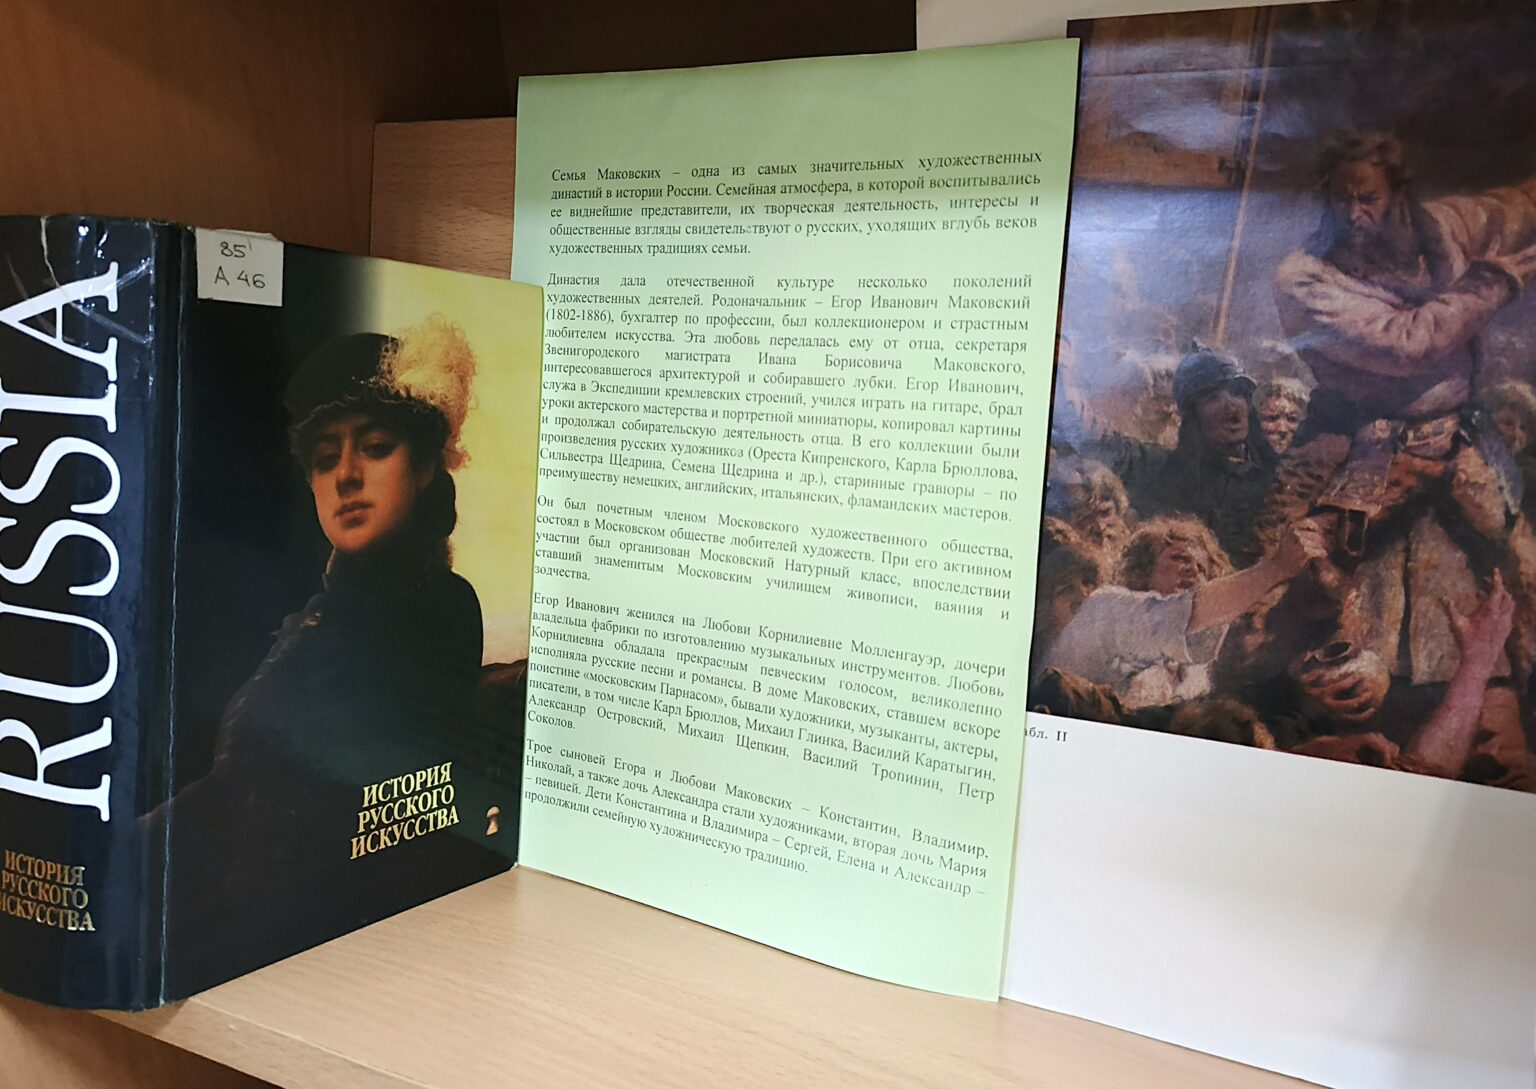 RUSSIA
ИСТОРИЯ
РУССКОГО
ИСКУССТВА
85
А 46
ИСТОРИЯ
РУССКОГО
ИСКУССТВА
Семья Маковских – одна из самых значительных художественных
династий в истории России. Семейная атмосфера, в которой воспитывались
ее виднейшие представители, их творческая деятельность, интересы и
общественные взгляды свидетельствуют о русских, уходящих вглубь веков
художественных традициях семьи.
Династия дала отечественной культуре несколько поколений
художественных деятелей. Родоначальник – Егор Иванович Маковский
(1802-1886), бухгалтер по профессии, был коллекционером и страстным
любителем искусства. Эта любовь передалась ему от отца, секретаря
Звенигородского магистрата Ивана Борисовича Маковского,
интересовавшегося архитектурой и собиравшего лубки. Егор Иванович,
служа в Экспедиции кремлевских строений, учился играть на гитаре, брал
уроки актерского мастерства и портретной миниатюры, копировал картины
и продолжал собирательскую деятельность отца. В его коллекции были
произведения русских художников (Ореста Кипренского, Карла Брюллова,
Сильвестра Щедрина, Семена Щедрина и др.), старинные гравюры – по
преимуществу немецких, английских, итальянских, фламандских мастеров.
Он был почетным членом Московского художественного общества,
состоял в Московском обществе любителей художеств. При его активном
участии был организован Московский Натурный класс, впоследствии
ставший знаменитым Московским училищем живописи, ваяния и
зодчества.
Егор Иванович женился на Любови Корнилиевне Молленгауэр, дочери
владельца фабрики по изготовлению музыкальных инструментов. Любовь
Корнилиевна обладала прекрасным певческим голосом, великолепно
исполняла русские песни и романсы. В доме Маковских, ставшем вскоре
поистине «московским Парнасом», бывали художники, музыканты, актеры,
писатели, в том числе Карл Брюллов, Михаил Глинка, Василий Каратыгин,
Александр Островский, Михаил Щепкин, Василий Тропинин, Петр
Соколов.
Трое сыновей Егора и Любови Маковских – Константин, Владимир,
Николай, а также дочь Александра стали художниками, вторая дочь Мария
– певицей. Дети Константина и Владимира – Сергей, Елена и Александр –
продолжили семейную художническую традицию.
абл. II